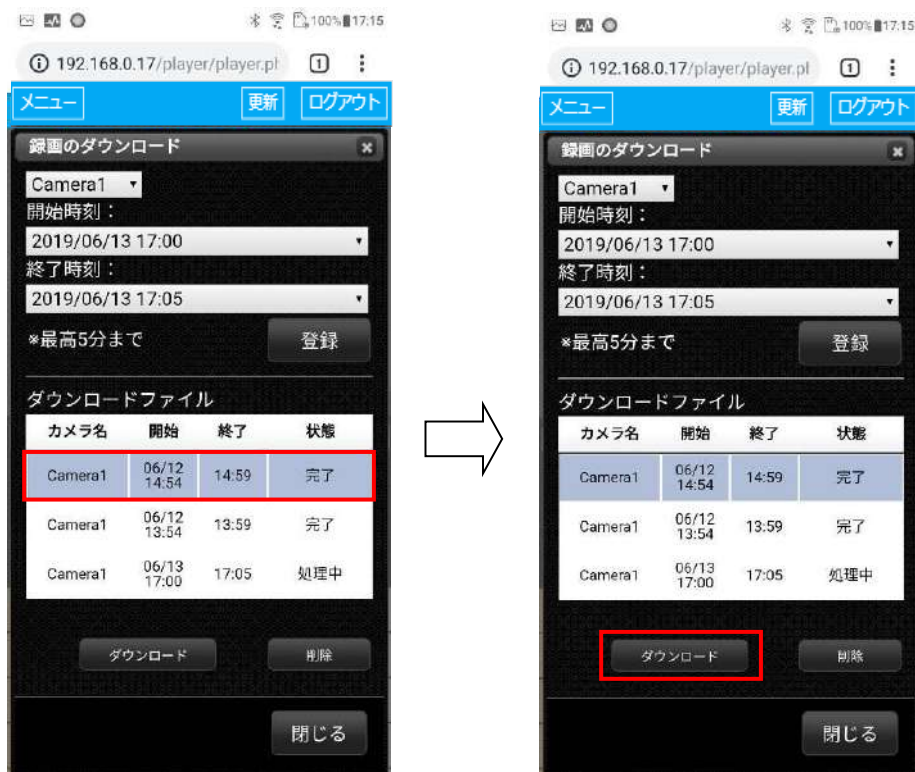 100% 17:15
192.168.0.17/player/player.pl
1
メニュー 更新 ログアウト
録画のダウンロード
Camera1
開始時刻：
2019/06/13 17:00
終了時刻：
2019/06/13 17:05
*最高5分まで 登録
ダウンロードファイル
カメラ名 開始 終了 状態
Camera1 06/12 14:54 14:59 完了
Camera1 06/12 13:54 13:59 完了
Camera1 06/13 17:00 17:05 処理中
ダウンロード 削除
閉じる
100% 17:15
192.168.0.17/player/player.pl
1
メニュー 更新 ログアウト
録画のダウンロード
Camera1
開始時刻：
2019/06/13 17:00
終了時刻：
2019/06/13 17:05
*最高5分まで 登録
ダウンロードファイル
カメラ名 開始 終了 状態
Camera1 06/12 14:54 14:59 完了
Camera1 06/12 13:54 13:59 完了
Camera1 06/13 17:00 17:05 処理中
ダウンロード 削除
閉じる